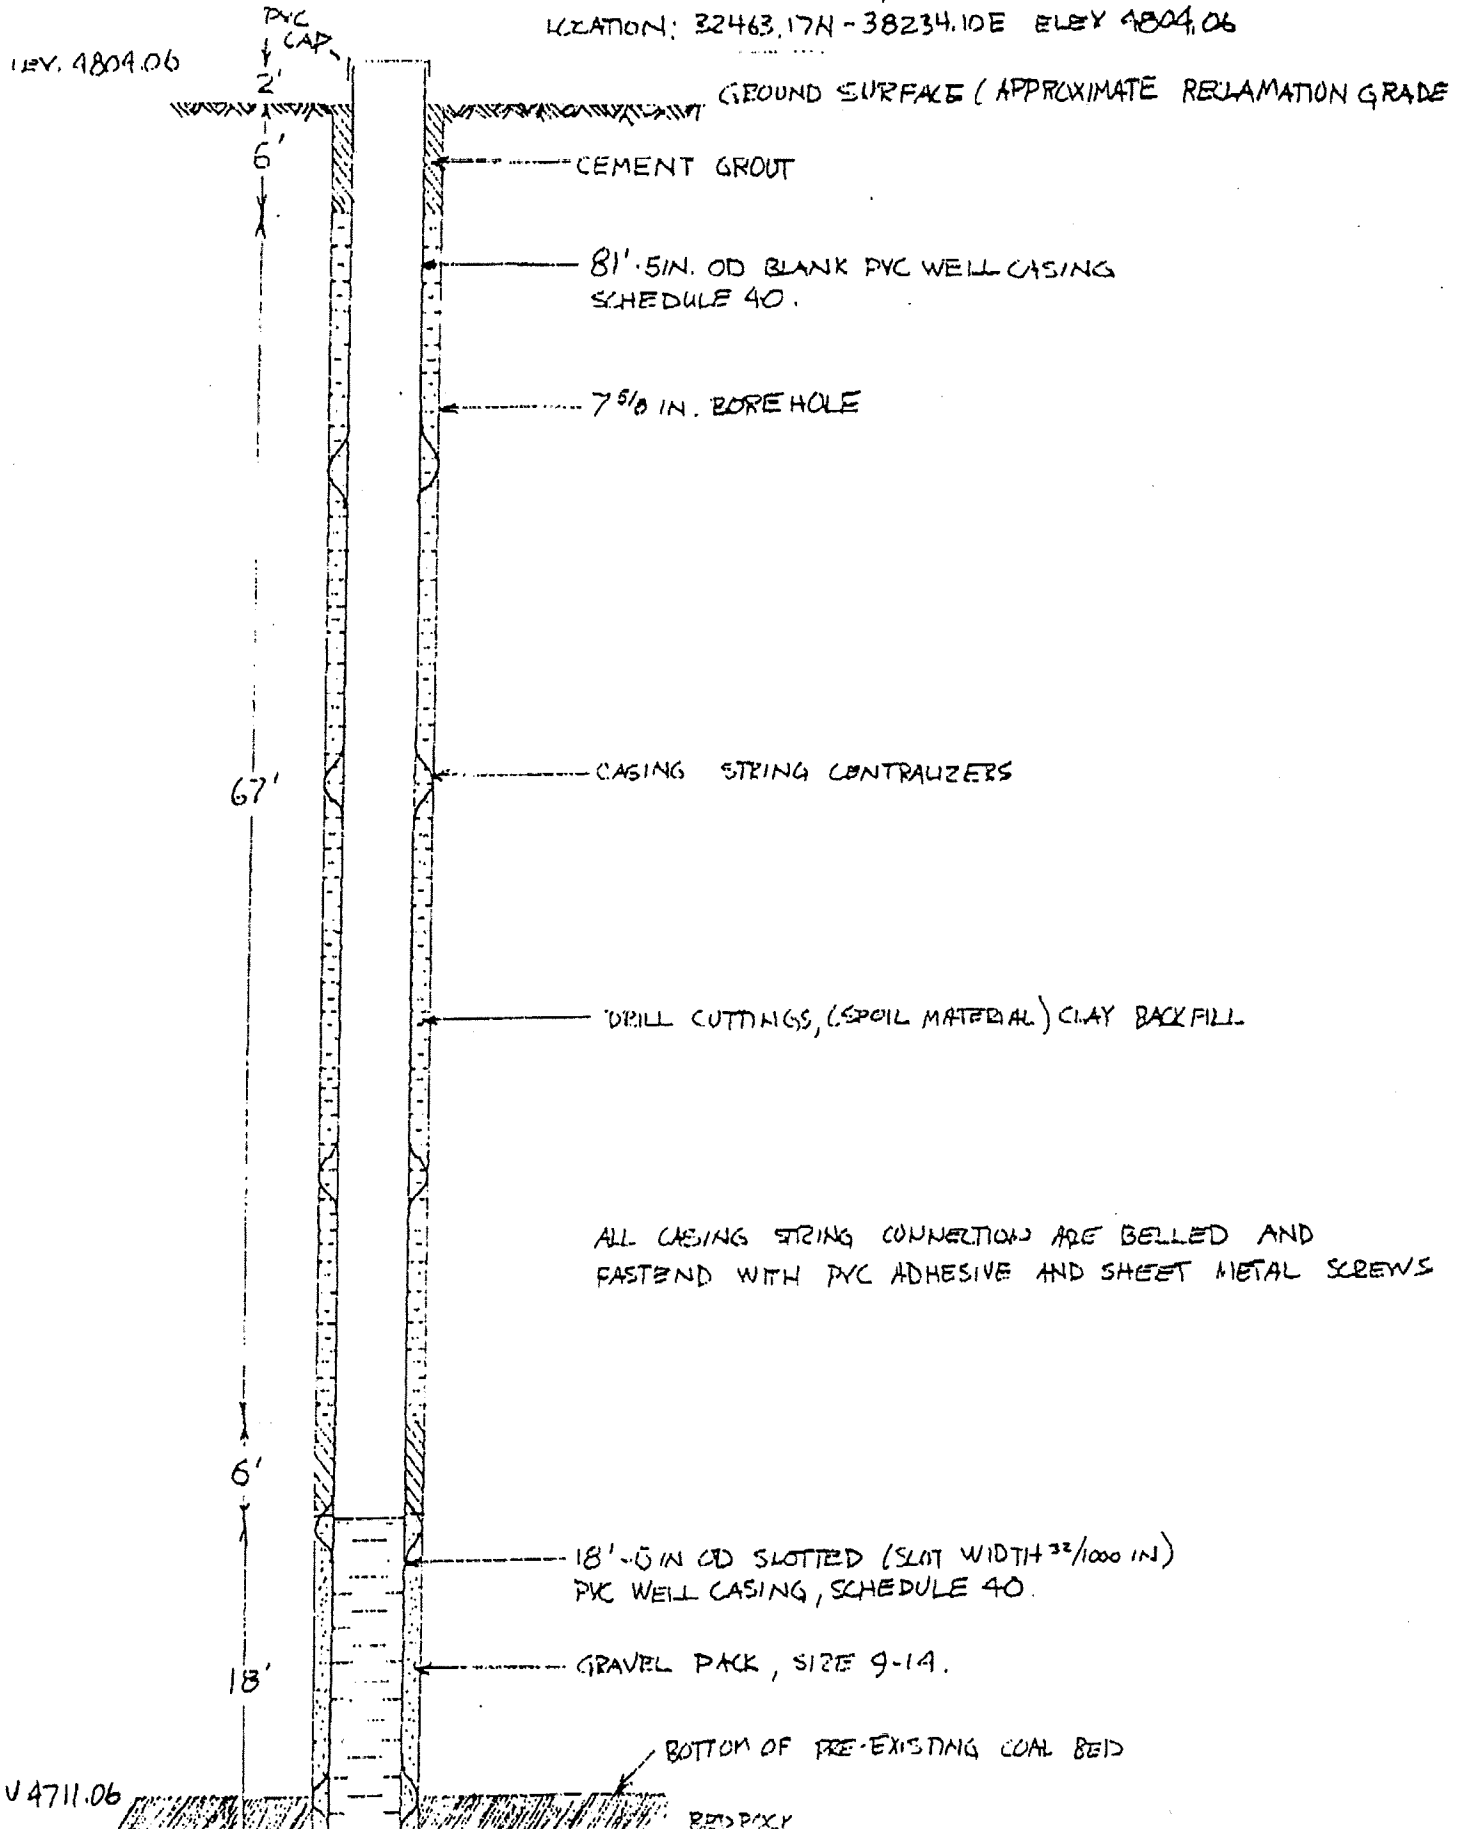 LOCATION: 32463.17N - 38234.10E ELEV 4804.06
PVC
CAP
4804.06
2'
GROUND SURFACE (APPROXIMATE RECLAMATION GRADE
6'
CEMENT GROUT
81'-5IN. OD BLANK PVC WELL CASING
SCHEDULE 40.
7 5/8 IN. BORE HOLE
67'
CASING STRING CENTRALIZERS
DRILL CUTTINGS, (SPOIL MATERIAL) CLAY BACKFILL
ALL CASING STRING CONNECTION ARE BELLED AND
FASTEND WITH PVC ADHESIVE AND SHEET METAL SCREWS
6'
18'-5 IN OD SLOTTED (SLOT WIDTH 32/1000 IN)
PVC WELL CASING, SCHEDULE 40.
GRAVEL PACK, SIZE 9-14.
18'
BOTTOM OF PRE-EXISTING COAL BED
V 4711.06
BEDROCK